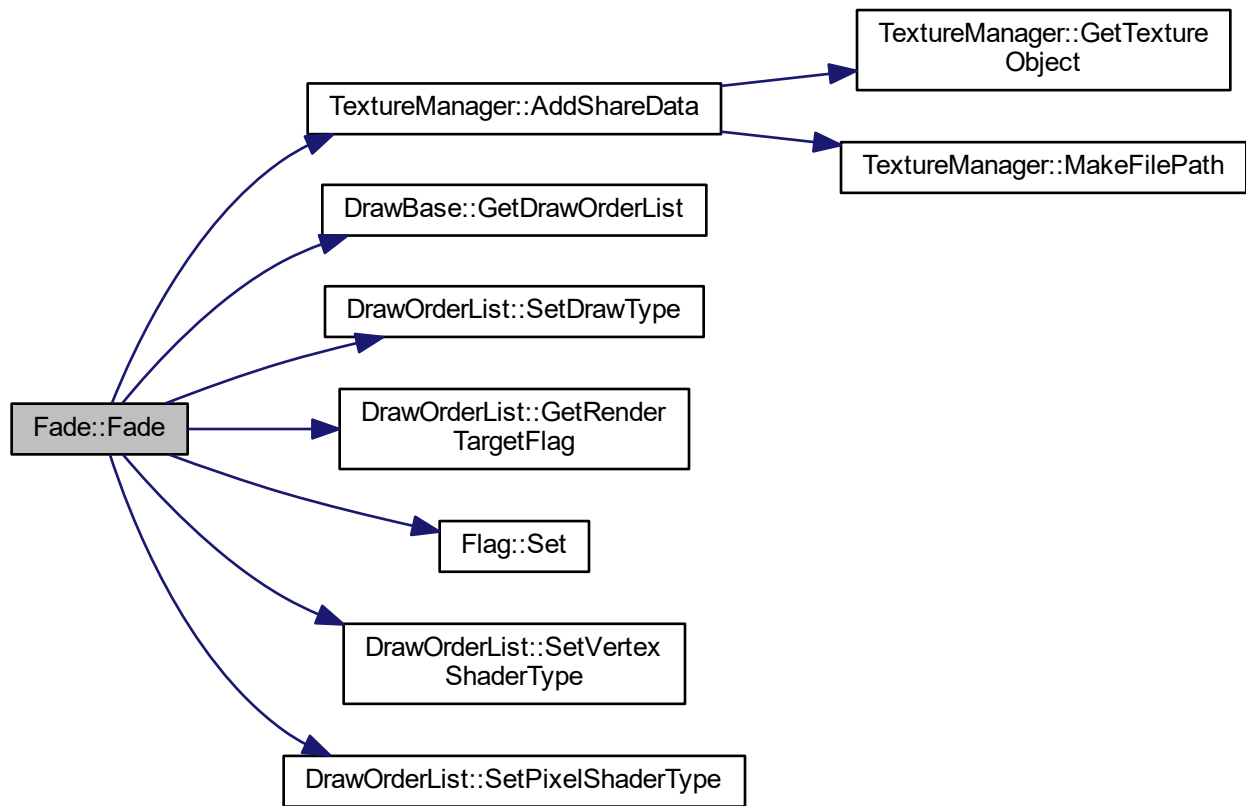 TextureManager::GetTexture
Object
TextureManager::AddShareData
TextureManager::MakeFilePath
DrawBase::GetDrawOrderList
DrawOrderList::SetDrawType
Fade::Fade
DrawOrderList::GetRender
TargetFlag
Flag::Set
DrawOrderList::SetVertex
ShaderType
DrawOrderList::SetPixelShaderType